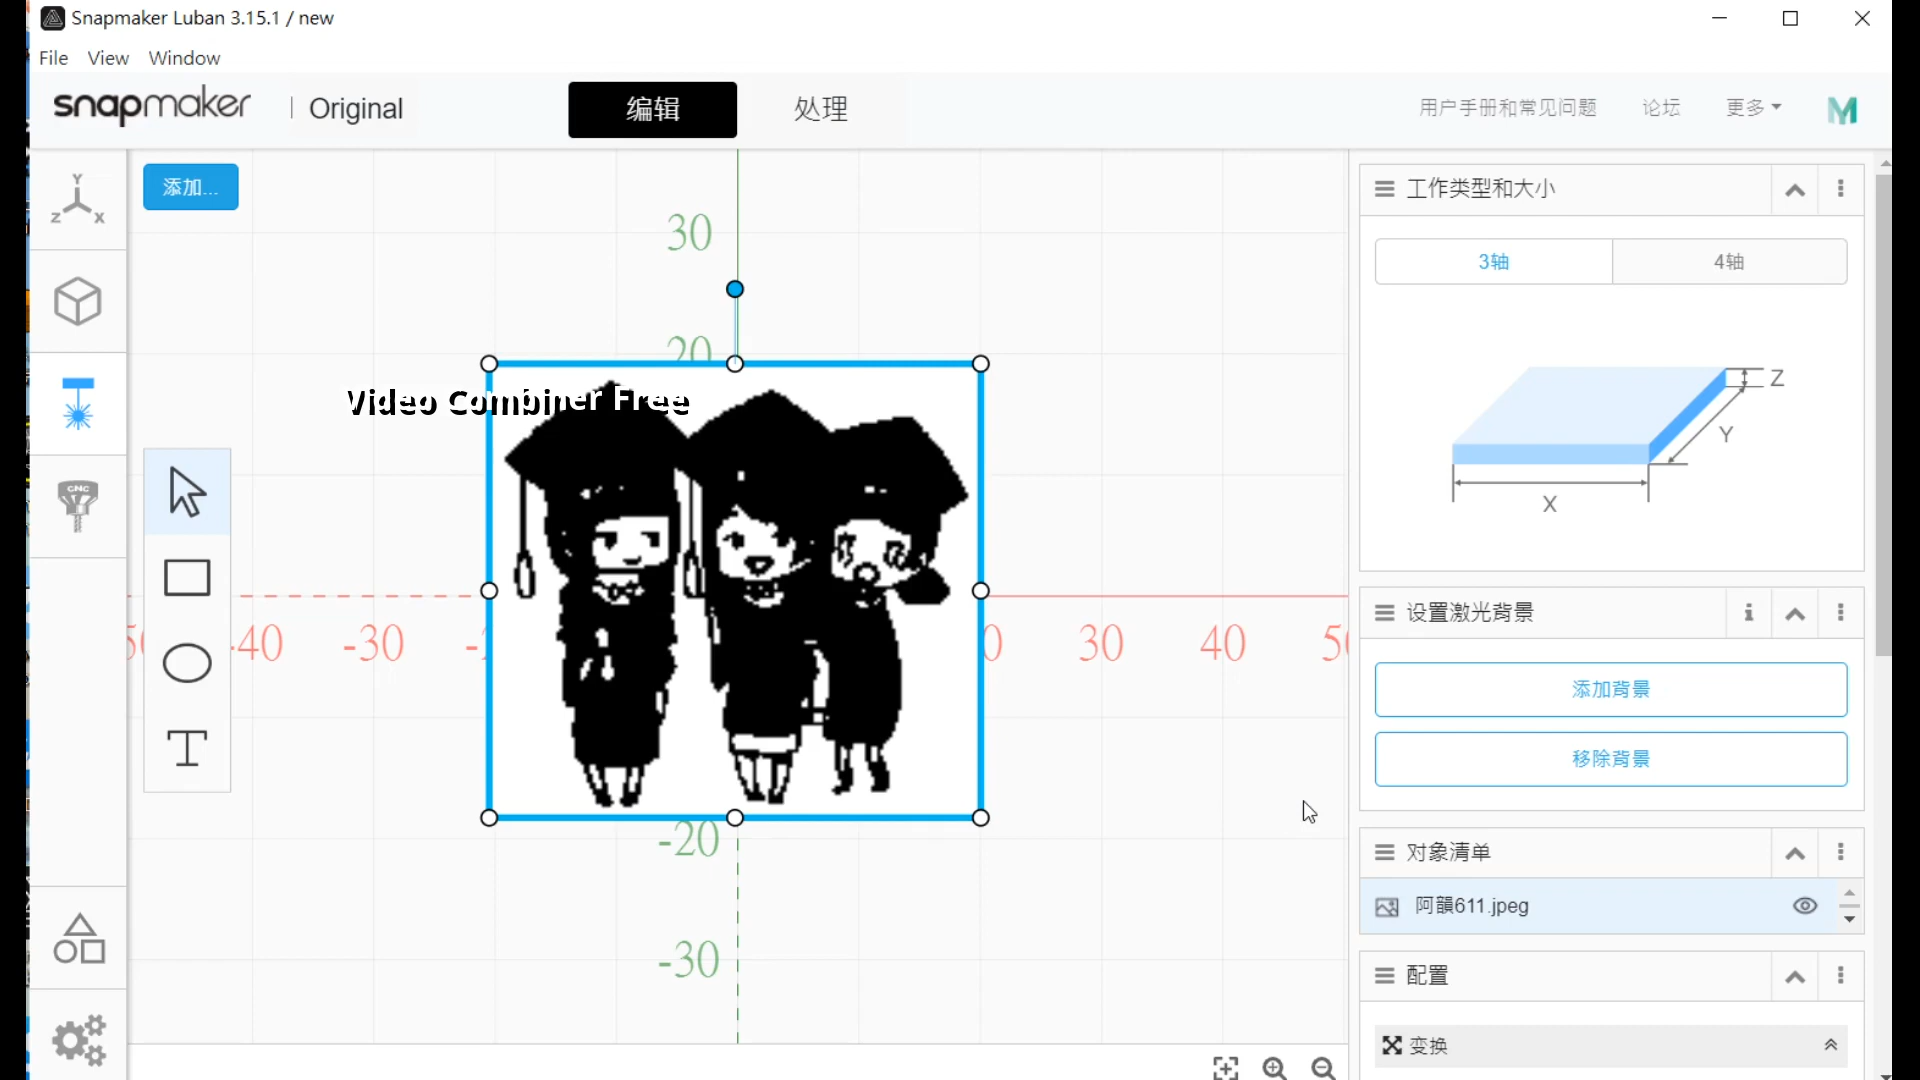 Snapmaker Luban 3.15.1 / new
File View Window
snapmaker | Original 编辑 处理 用户手册和常见问题 论坛 更多
添加...
Y
Z X
CNC
T
30
20
-40 -30 30 40
-20
-30
Video Combiner Free
工作类型和大小
3轴 4轴
Z
Y
X
设置激光背景
添加背景
移除背景
对象清单
阿韻611.jpeg
配置
变换